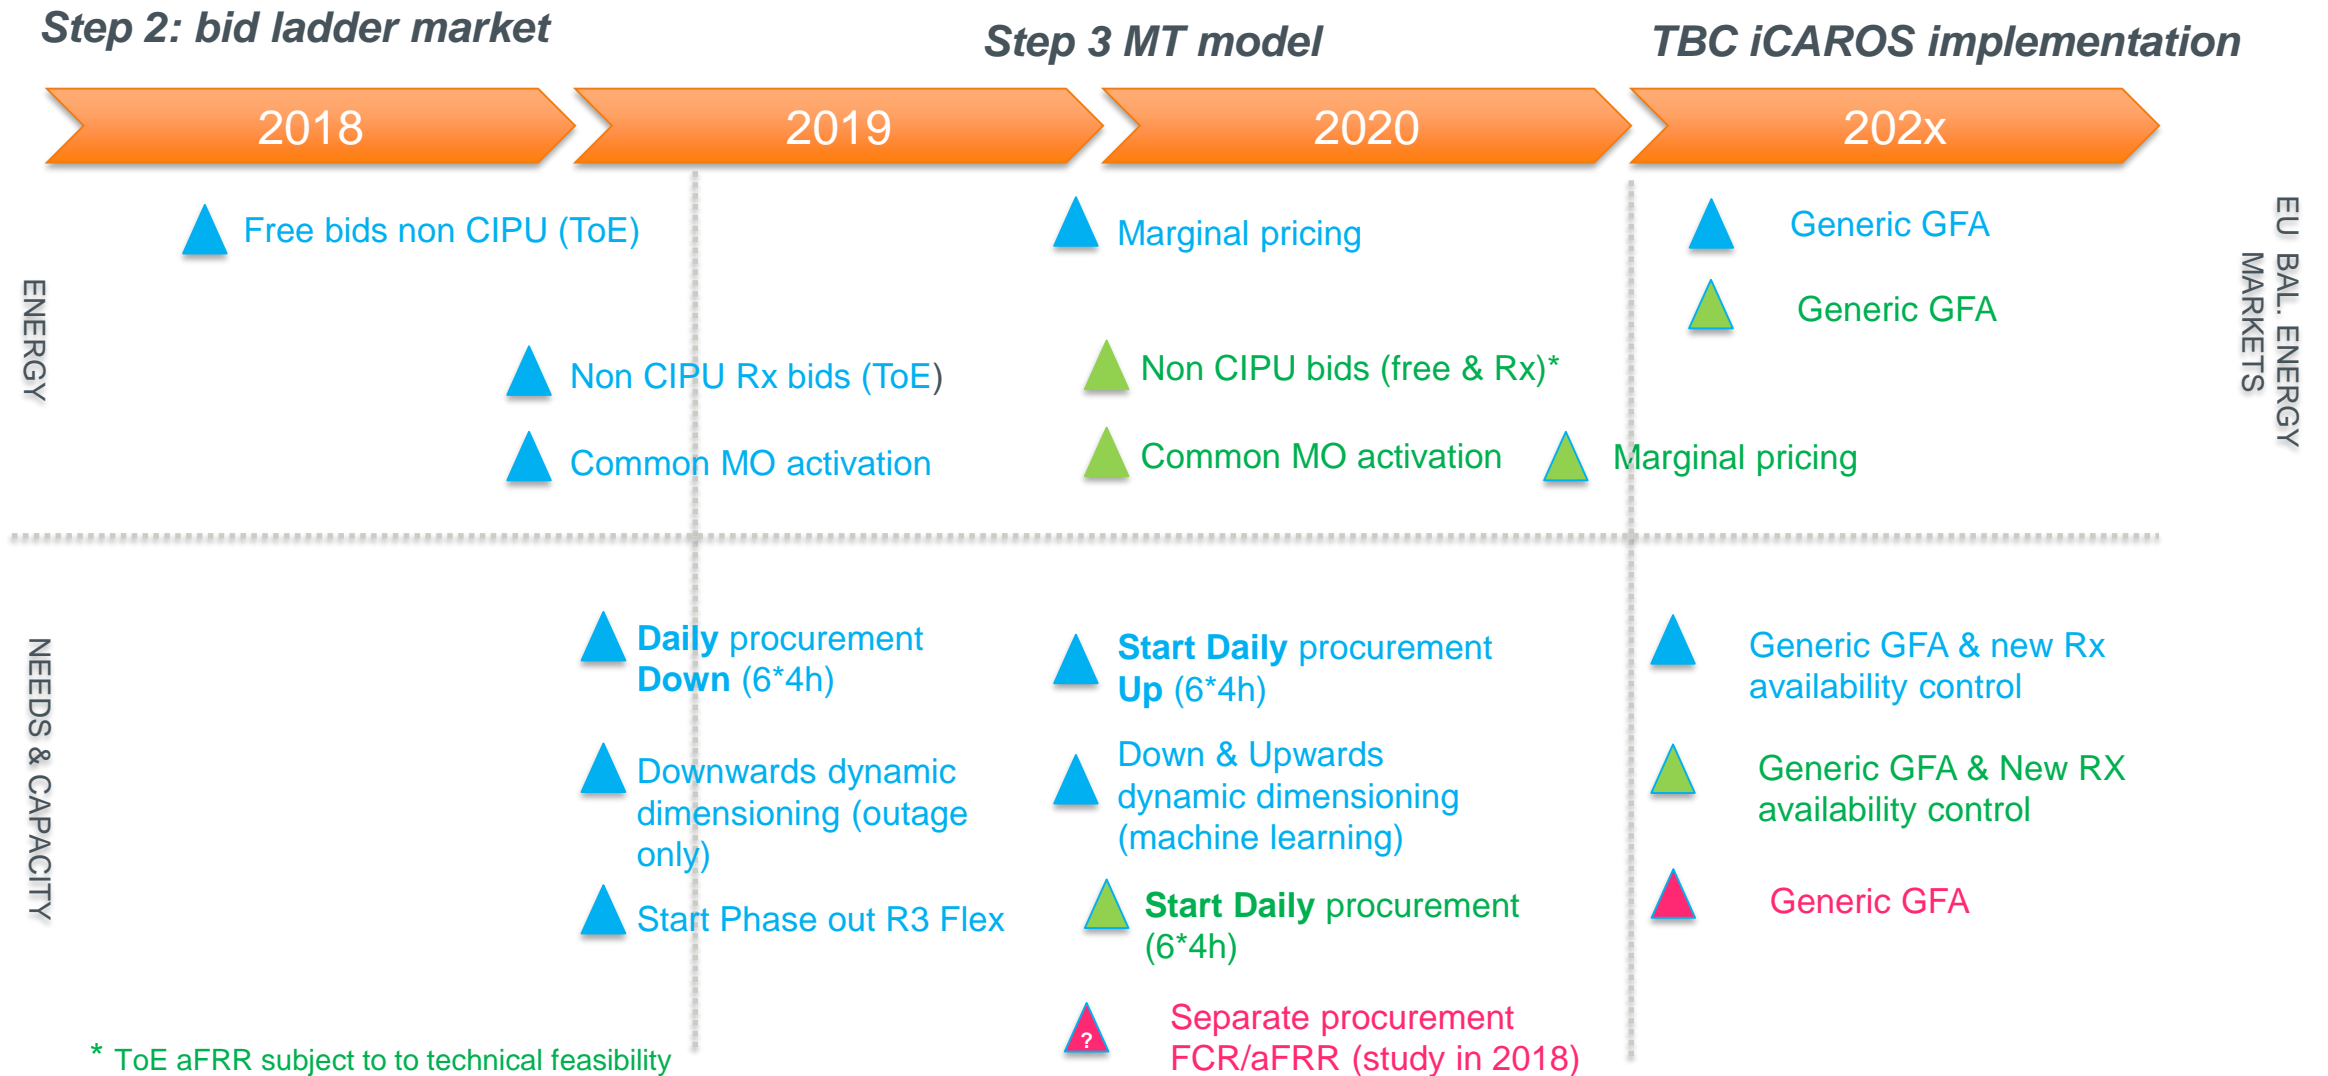 Step 2: bid ladder market
Step 3 MT model
TBC iCAROS implementation
2018
2019
2020
202x
ENERGY
Free bids non CIPU (ToE)
Marginal pricing
Generic GFA
Generic GFA
Non CIPU Rx bids (ToE)
Non CIPU bids (free & Rx)*
Common MO activation
Common MO activation
Marginal pricing
EU BAL. ENERGY
MARKETS
NEEDS & CAPACITY
Daily procurement
Down (6*4h)
Start Daily procurement
Up (6*4h)
Generic GFA & new Rx
availability control
Downwards dynamic
dimensioning (outage
only)
Down & Upwards
dynamic dimensioning
(machine learning)
Generic GFA & New RX
availability control
Start Phase out R3 Flex
Start Daily procurement
(6*4h)
Generic GFA
?
Separate procurement
FCR/aFRR (study in 2018)
* ToE aFRR subject to to technical feasibility